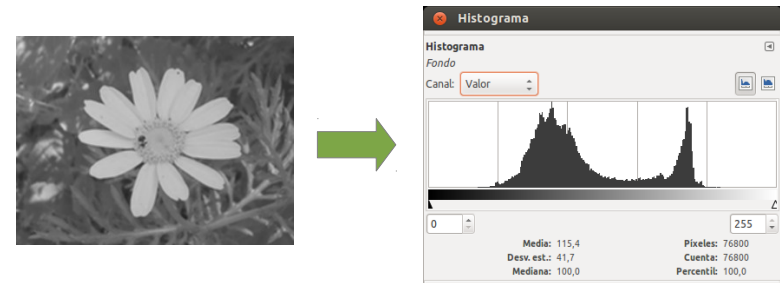 Histograma
Histograma
Fondo
Canal: Valor
0 255
Media: 115,4 Píxeles: 76800
Desv. est.: 41,7 Cuenta: 76800
Mediana: 100,0 Percentil: 100,0